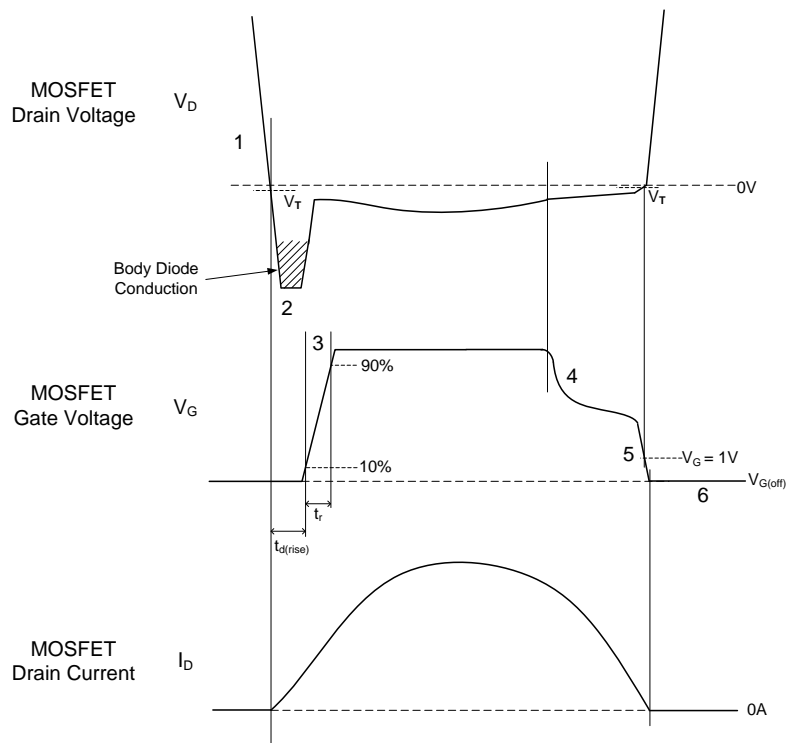 MOSFET
Drain Voltage
V_D
1
0V
V_T
V_T
Body Diode
Conduction
2
3
90%
4
MOSFET
Gate Voltage
V_G
5
V_G = 1V
10%
V_G(off)
6
t_r
t_d(rise)
MOSFET
Drain Current
I_D
0A